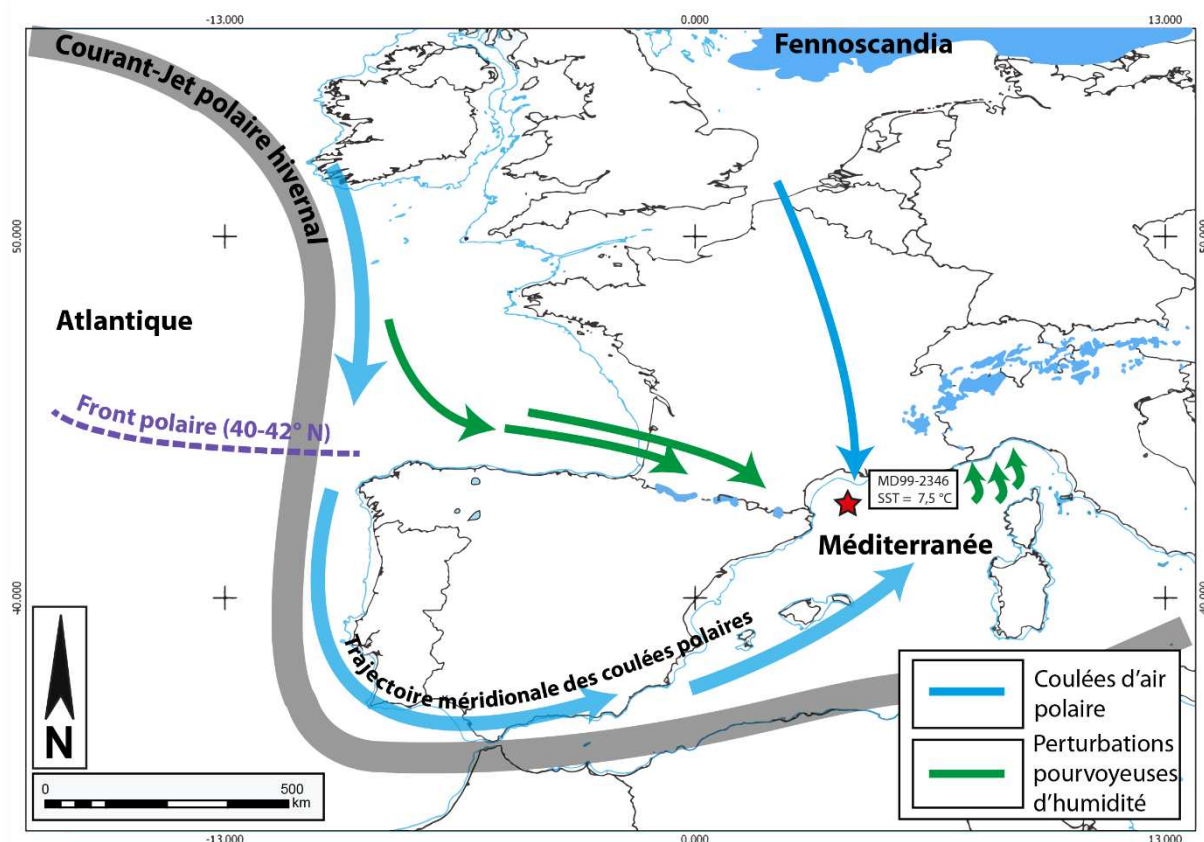 -13.000
0.000
13.000
Courant-Jet polaire hivernal
Fennoscandia
50.000
50.000
Atlantique
Front polaire (40-42° N)
MD99-2346
SST = 7,5 °C
Méditerranée
40.000
40.000
Trajectoire méridionale des coulées polaires
N
0
500
km
Coulées d'air
polaire
Perturbations
pourvoyeuses
d'humidité
-13.000
0.000
13.000